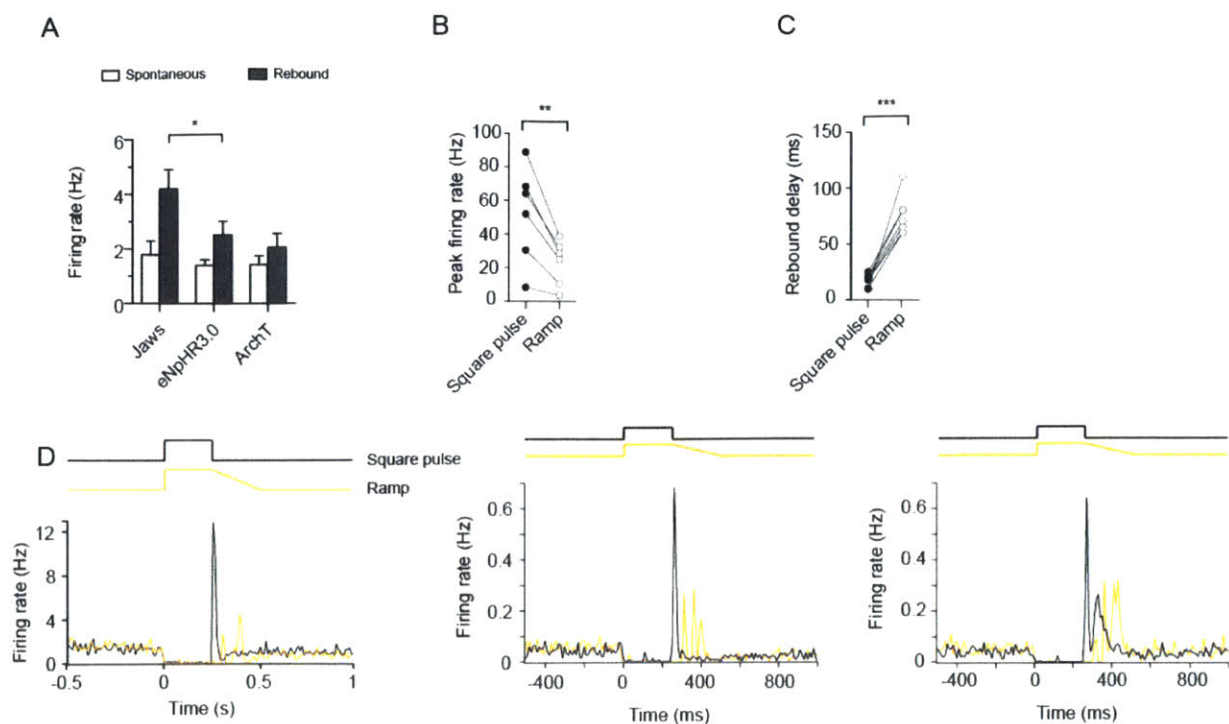 A
Spontaneous
Rebound
*
Firing rate (Hz)
6
4
2
0
Jaws
eNpHR3.0
ArchT
B
**
Peak firing rate (Hz)
100
80
60
40
20
0
Square pulse
Ramp
C
***
Rebound delay (ms)
150
100
50
0
Square pulse
Ramp
D
Square pulse
Ramp
Firing rate (Hz)
12
8
4
0
-0.5
0
0.5
1
Time (s)
Firing rate (Hz)
0.6
0.4
0.2
0
-400
0
400
800
Time (ms)
Firing rate (Hz)
0.6
0.4
0.2
0
-400
0
400
800
Time (ms)